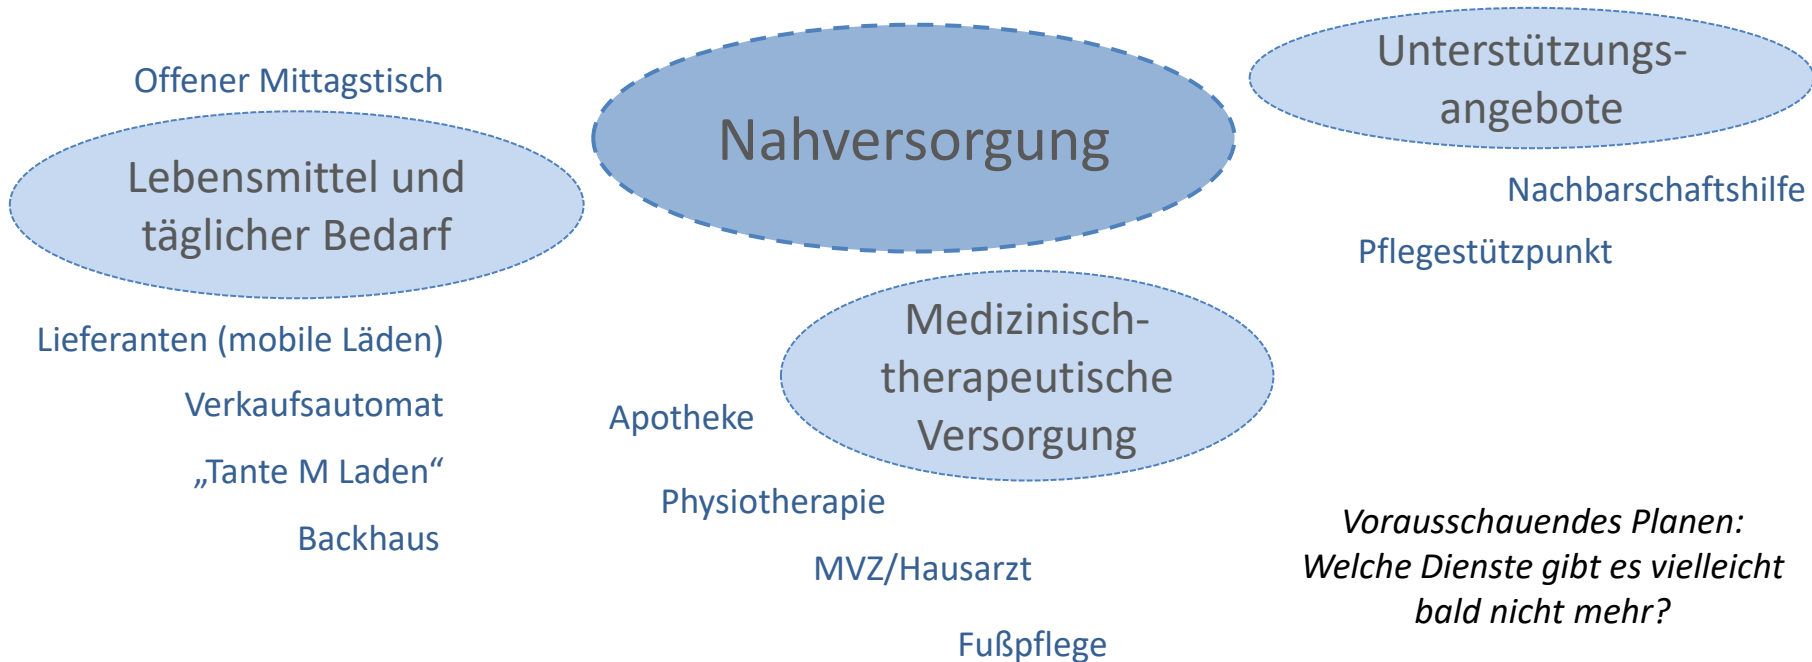 Nahversorgung
Offener Mittagstisch
Lebensmittel und
täglicher Bedarf
Lieferanten (mobile Läden)
Verkaufsautomat
„Tante M Laden“
Backhaus
Medizinisch-
therapeutische
Versorgung
Apotheke
Physiotherapie
MVZ/Hausarzt
Fußpflege
Unterstützungs-
angebote
Nachbarschaftshilfe
Pflegestützpunkt
Vorausschauendes Planen:
Welche Dienste gibt es vielleicht
bald nicht mehr?